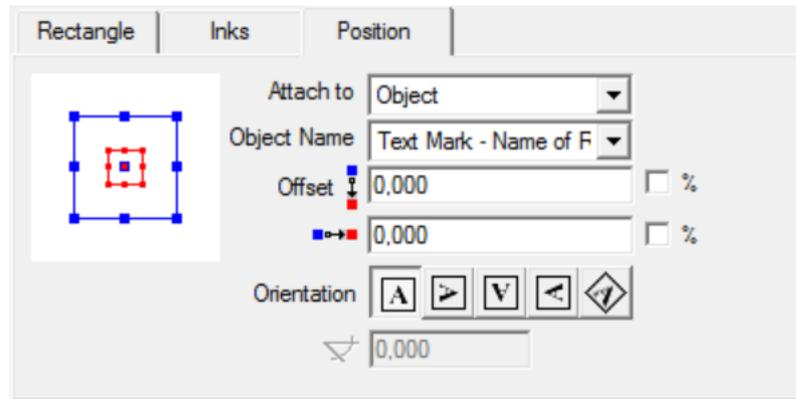 Rectangle Inks Position
Attach to Object
Object Name Text Mark - Name of R
Offset 0,000 %
0,000 %
Orientation A A A A A
0,000